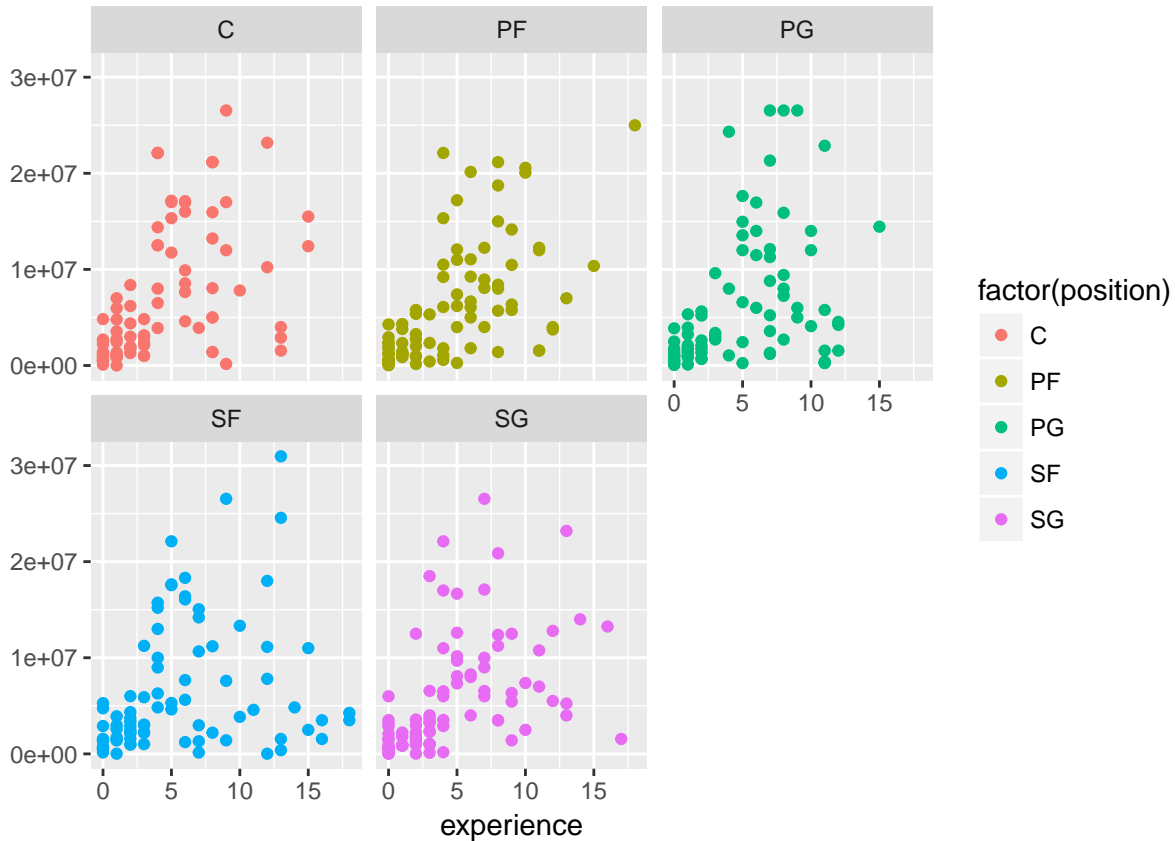 C PF PG
3e+07
2e+07
1e+07
0e+00
0 5 10 15
SF SG
3e+07
2e+07
1e+07
0e+00
0 5 10 15 0 5 10 15
experience
factor(position)
C
PF
PG
SF
SG